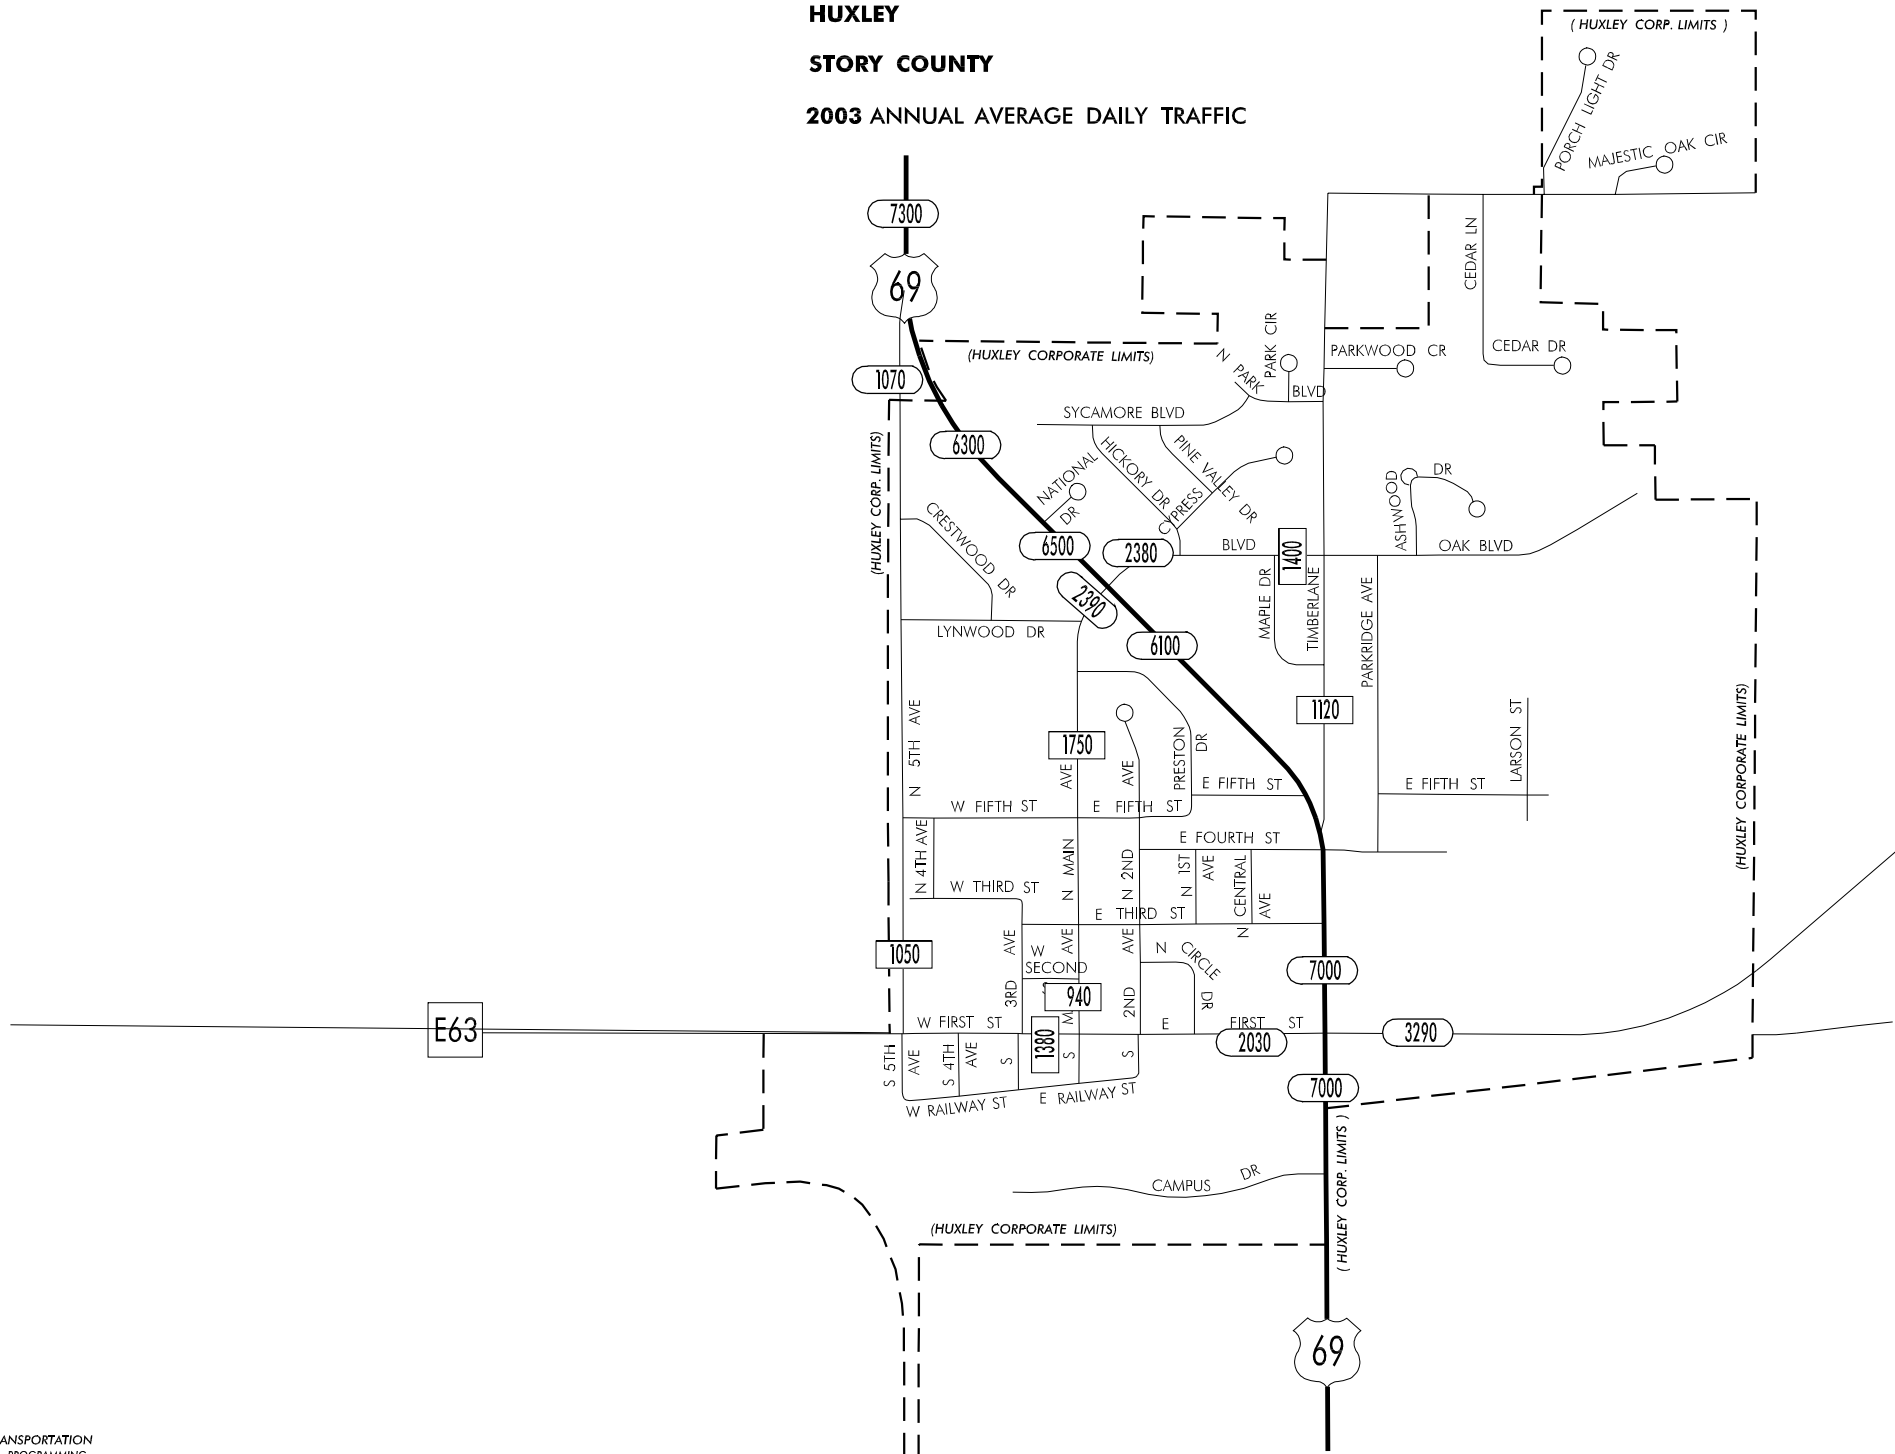 HUXLEY
STORY COUNTY
2003 ANNUAL AVERAGE DAILY TRAFFIC
( HUXLEY CORP. LIMITS )
PORCH LIGHT DR
MAJESTIC OAK CIR
7300
69
CEDAR LN
(HUXLEY CORPORATE LIMITS)
N PARK BLVD
PARK CIR
PARKWOOD CR
CEDAR DR
1070
SYCAMORE BLVD
6300
(HUXLEY CORP. LIMITS)
NATIONAL DR
HICKORY DR
PINE VALLEY DR
CYPRESS
ASHWOOD DR
CRESTWOOD DR
6500
2380
BLVD
1400
OAK BLVD
2390
MAPLE DR
TIMBERLANE
PARKRIDGE AVE
LYNWOOD DR
6100
1120
N 5TH AVE
1750
AVE
AVE
PRESTON DR
LARSON ST
(HUXLEY CORPORATE LIMITS)
E FIFTH ST
E FIFTH ST
W FIFTH ST
E FIFTH ST
N 4TH AVE
E FOURTH ST
N MAIN
N 2ND
N 1ST AVE
N CENTRAL AVE
W THIRD ST
E THIRD ST
1050
AVE
3RD
W
SECOND
S
AVE
AVE
N CIRCLE DR
7000
940
M
2ND
E63
W FIRST ST
E FIRST ST
1380
2030
3290
S 5TH AVE
S 4TH AVE
S
S
S
7000
W RAILWAY ST
E RAILWAY ST
( HUXLEY CORP. LIMITS )
CAMPUS DR
(HUXLEY CORPORATE LIMITS)
69
ANSPORTATION
PROGRAMMING